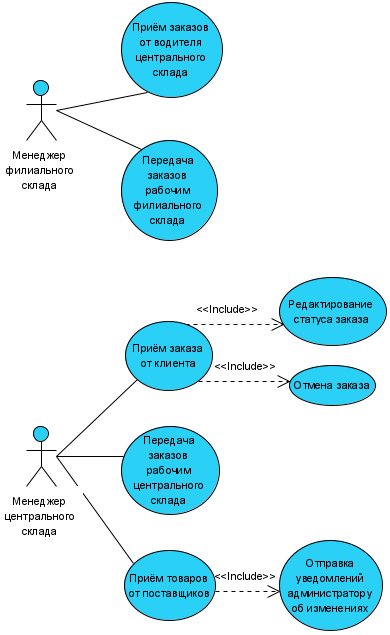 Приём заказов
от водителя
центрального
склада
Менеджер
филиального
склада
Передача
заказов
рабочим
филиального
склада
<<Include>>
Редактирование
статуса заказа
Приём заказа
от клиента
<<Include>>
Отмена заказа
Менеджер
центрального
склада
Передача
заказов
рабочим
центрального
склада
Приём товаров
от поставщиков
<<Include>>
Отправка
уведомлений
администратору
об изменениях